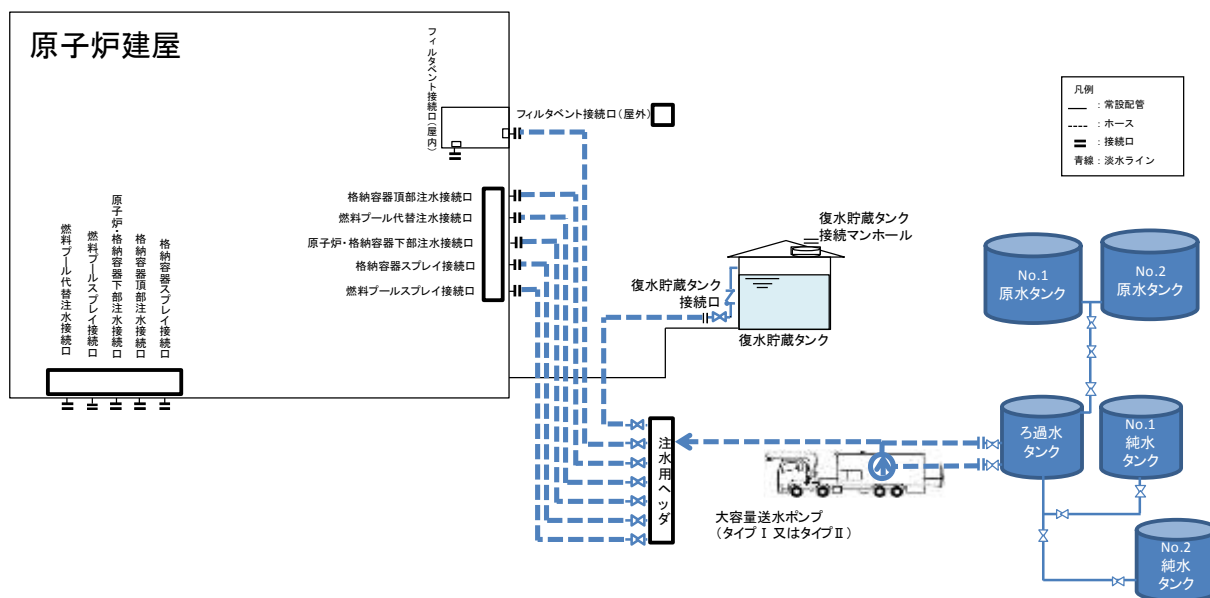 原子炉建屋
フィルタベント接続口(屋内)
フィルタベント接続口(屋外)
凡例
:常設配管
:ホース
:接続口
青線:淡水ライン
格納容器頂部注水接続口
燃料プール代替注水接続口
原子炉・格納容器下部注水接続口
格納容器スプレイ接続口
燃料プールスプレイ接続口
燃料プール代替注水接続口
燃料プールスプレイ接続口
原子炉・格納容器下部注水接続口
格納容器頂部注水接続口
格納容器スプレイ接続口
復水貯蔵タンク
接続マンホール
復水貯蔵タンク
接続口
復水貯蔵タンク
No.1
原水タンク
No.2
原水タンク
ろ過水
タンク
No.1
純水
タンク
No.2
純水
タンク
注水用ヘッダ
大容量送水ポンプ
(タイプⅠ又はタイプⅡ)